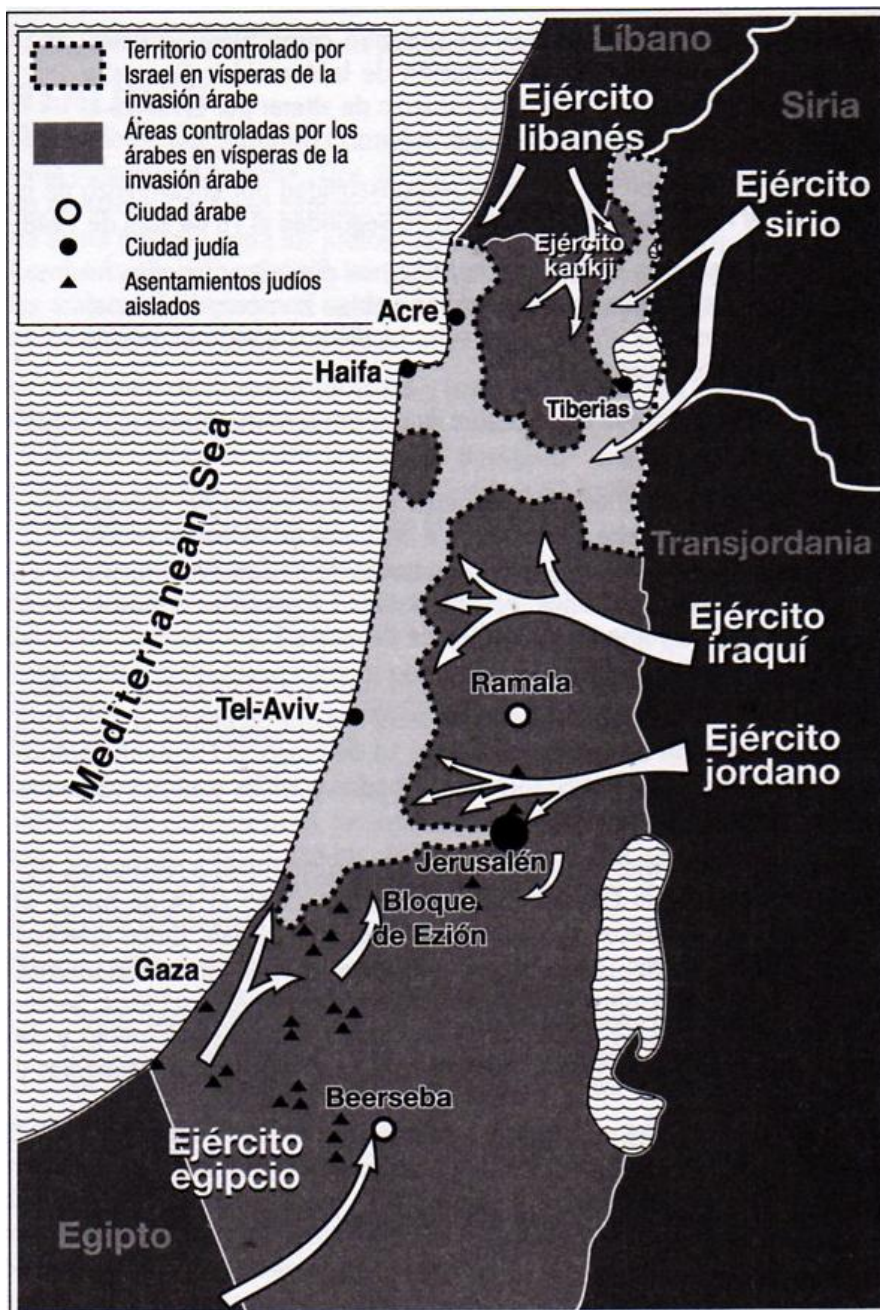 Territorio controlado por
Israel en vísperas de la
invasión árabe
Áreas controladas por los
árabes en vísperas de la
invasión árabe
Ciudad árabe
Ciudad judía
Asentamientos judíos
aislados
Líbano
Siria
Ejército
libanés
Ejército
sirio
Ejército
kaukji
Acre
Haifa
Tiberias
Mediterranean Sea
Transjordania
Ejército
iraquí
Ramala
Tel-Aviv
Ejército
jordano
Jerusalén
Bloque
de Ezión
Gaza
Beerseba
Ejército
egipcio
Egipto